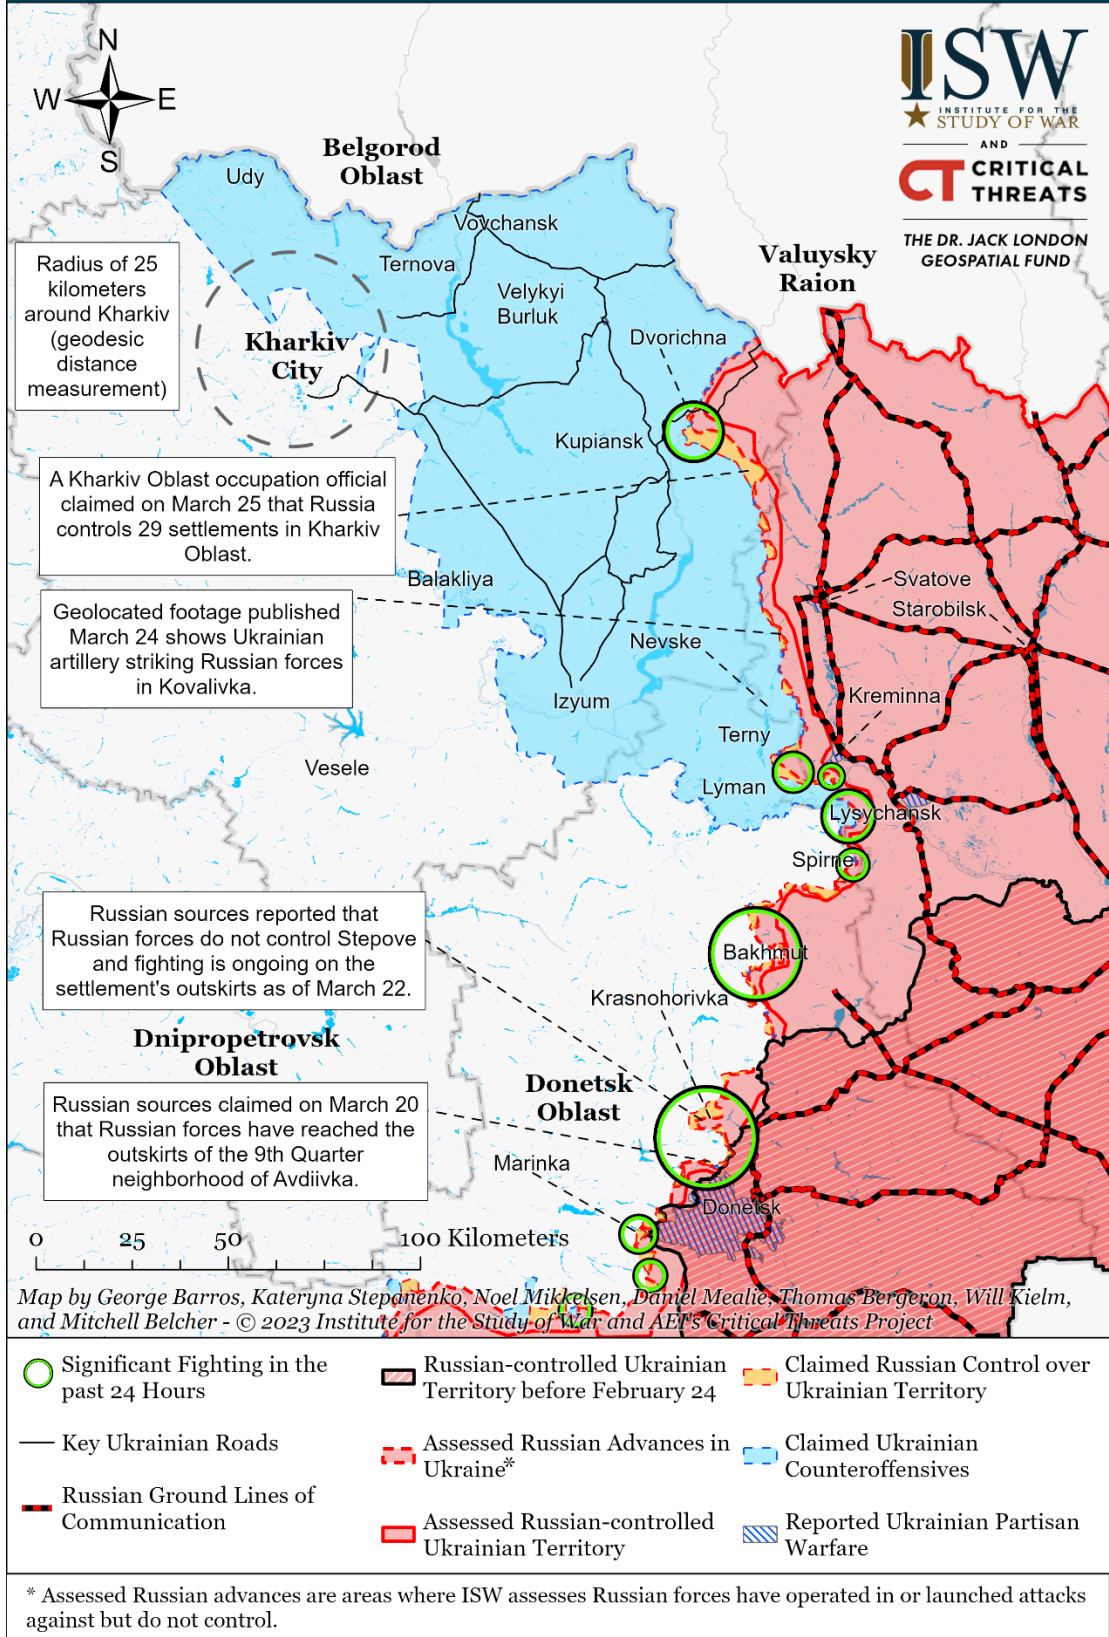 N
W
E
S
ISW
INSTITUTE FOR THE
STUDY OF WAR
AND
CT CRITICAL
THREATS
THE DR. JACK LONDON
GEOSPATIAL FUND
Belgorod
Oblast
Udy
Vovchansk
Ternova
Valuysky
Raion
Radius of 25
kilometers
around Kharkiv
(geodesic
distance
measurement)
Velykyi
Burluk
Kharkiv
City
Dvorichna
Kupiansk
A Kharkiv Oblast occupation official
claimed on March 25 that Russia
controls 29 settlements in Kharkiv
Oblast.
Balakliya
Svatove
Starobilsk
Geolocated footage published
March 24 shows Ukrainian
artillery striking Russian forces
in Kovalivka.
Nevske
Izyum
Kreminna
Terny
Vesele
Lyman
Lysychansk
Spirne
Russian sources reported that
Russian forces do not control Stepove
and fighting is ongoing on the
settlement's outskirts as of March 22.
Bakhmut
Krasnohorivka
Dnipropetrovsk
Oblast
Donetsk
Oblast
Russian sources claimed on March 20
that Russian forces have reached the
outskirts of the 9th Quarter
neighborhood of Avdiivka.
Marinka
Donetsk
0 25 50 100 Kilometers
Map by George Barros, Kateryna Stepanenko, Noel Mikkelsen, Daniel Mealie, Thomas Bergeron, Will Kielm,
and Mitchell Belcher - © 2023 Institute for the Study of War and AEI's Critical Threats Project
Significant Fighting in the
past 24 Hours
Key Ukrainian Roads
Russian Ground Lines of
Communication
Russian-controlled Ukrainian
Territory before February 24
Assessed Russian Advances in
Ukraine*
Assessed Russian-controlled
Ukrainian Territory
Claimed Russian Control over
Ukrainian Territory
Claimed Ukrainian
Counteroffensives
Reported Ukrainian Partisan
Warfare
* Assessed Russian advances are areas where ISW assesses Russian forces have operated in or launched attacks
against but do not control.